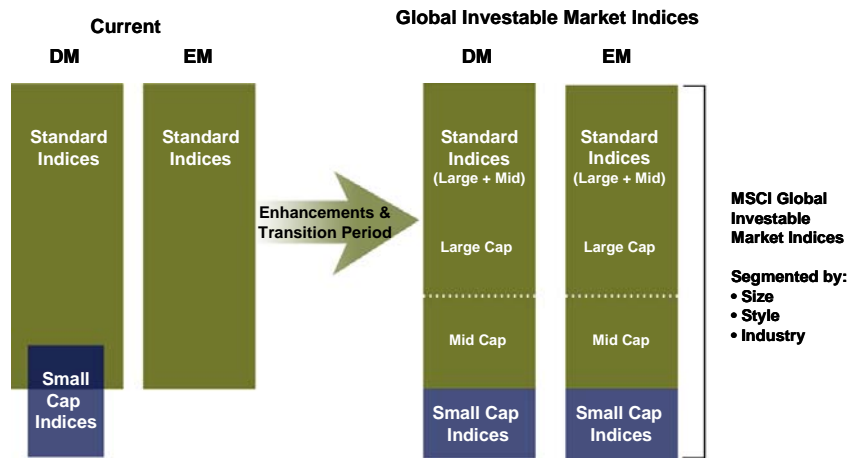 Current
DM
EM
Standard
Indices
Standard
Indices
Small
Cap
Indices
Enhancements &
Transition Period
Global Investable Market Indices
DM
EM
Standard
Indices
(Large + Mid)
Large Cap
Mid Cap
Small Cap
Indices
Standard
Indices
(Large + Mid)
Large Cap
Mid Cap
Small Cap
Indices
MSCI Global
Investable
Market Indices
Segmented by:
• Size
• Style
• Industry